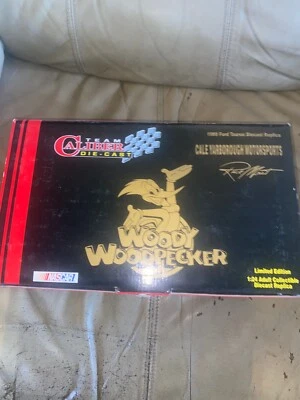 TEAM
CALIBER
DIE-CAST
Ford Taurus Diecast Replica
CALE YARBOROUGH MOTORSPORTS
WOODY
WOODPECKER
NASCAR
Limited Edition
1:24 Adult Collectible
Diecast Replica